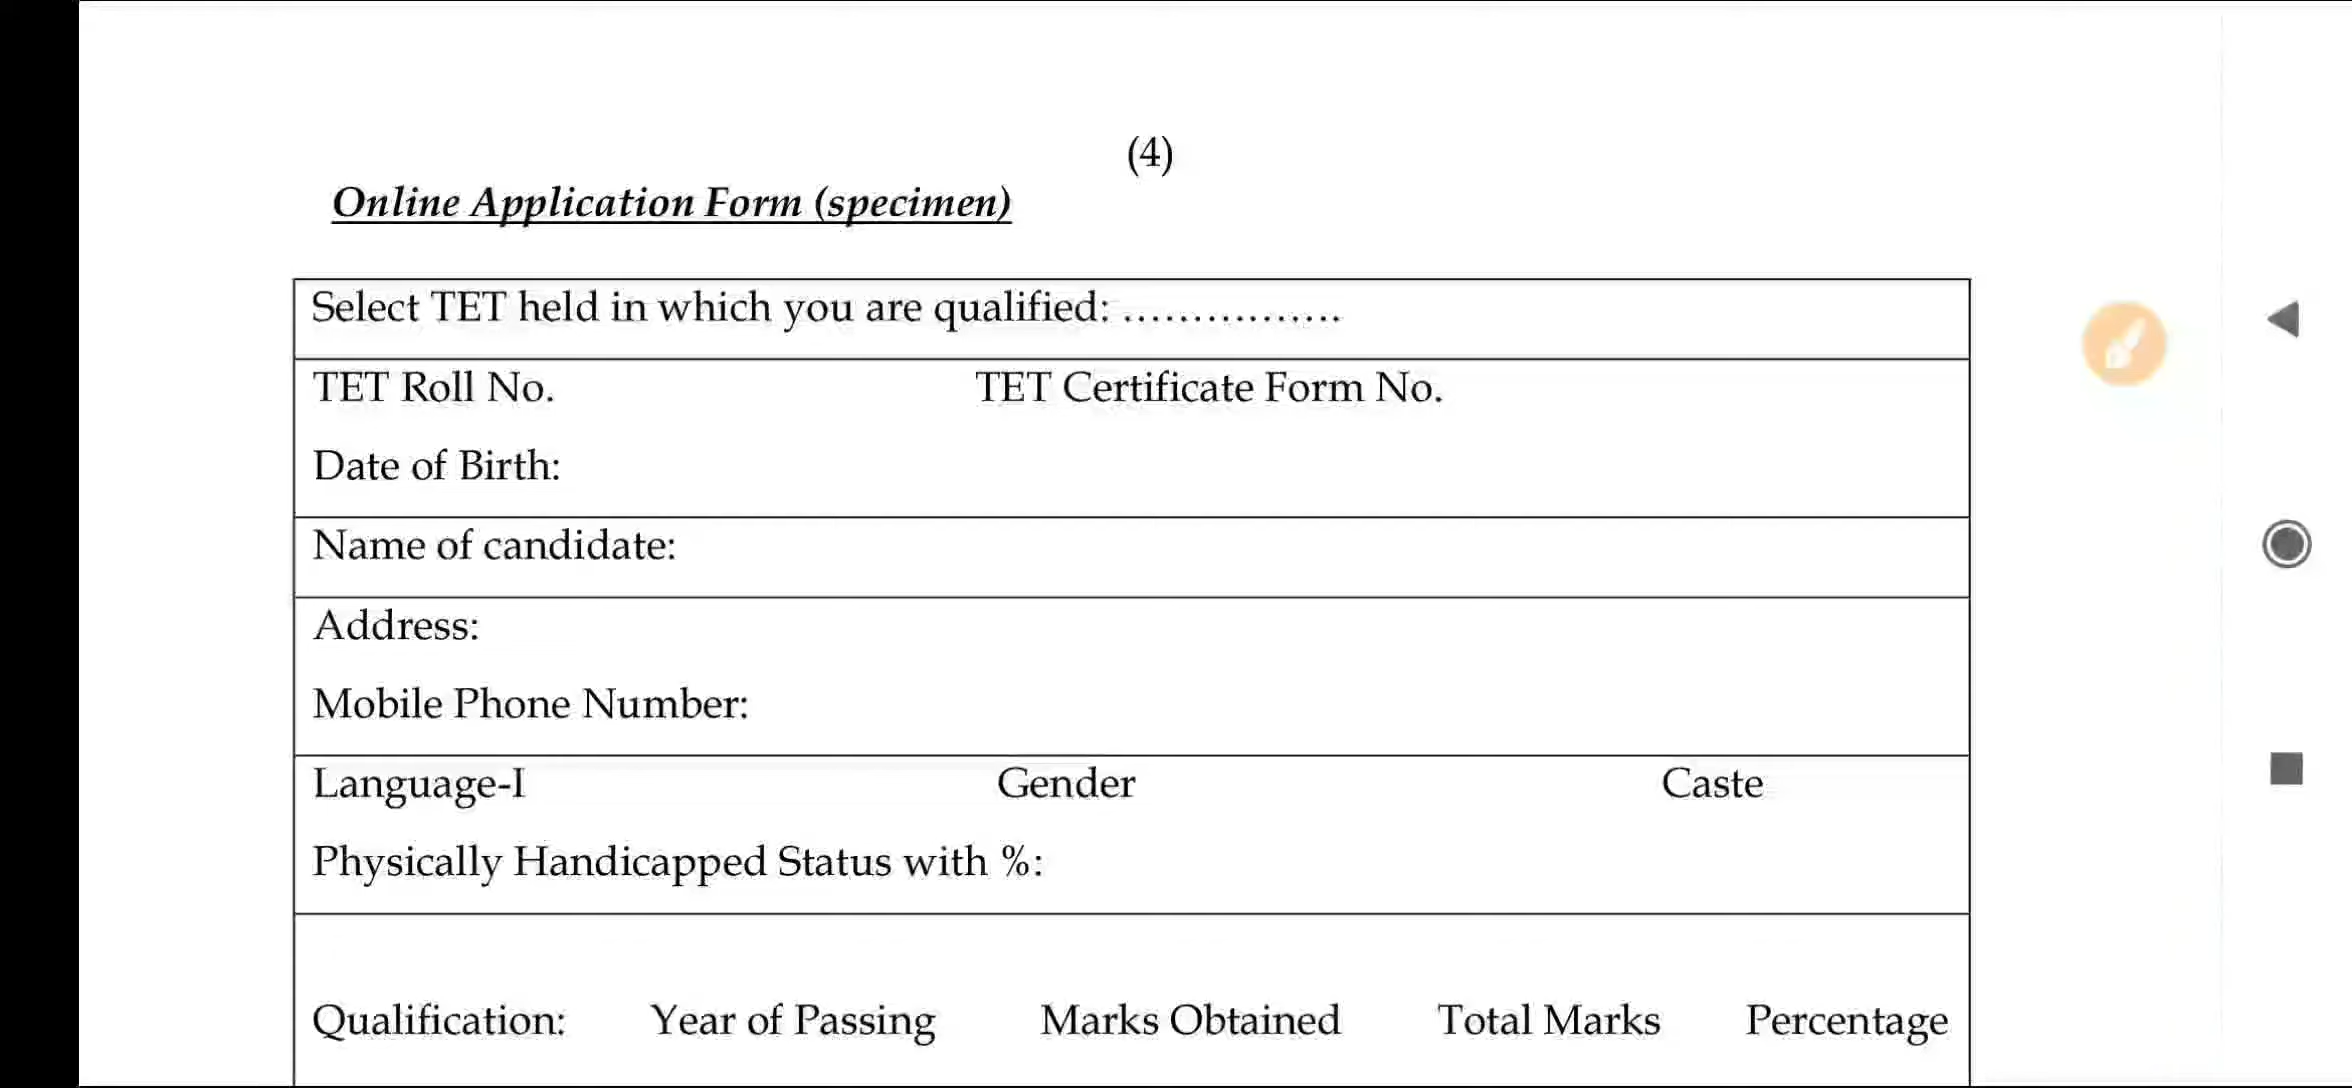 (4)
Online Application Form (specimen)
Select TET held in which you are qualified: ................
TET Roll No. TET Certificate Form No.
Date of Birth:
Name of candidate:
Address:
Mobile Phone Number:
Language-I Gender Caste
Physically Handicapped Status with %:
Qualification: Year of Passing Marks Obtained Total Marks Percentage